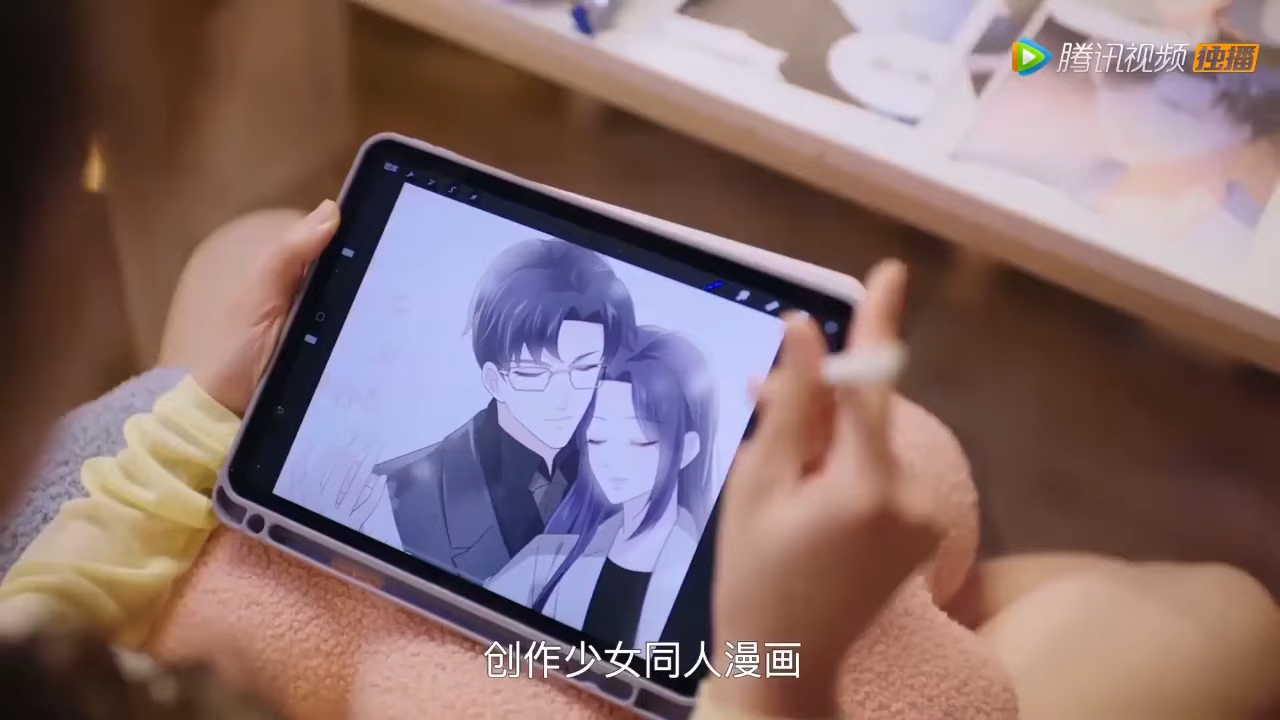 腾讯视频 独播
创作少女同人漫画